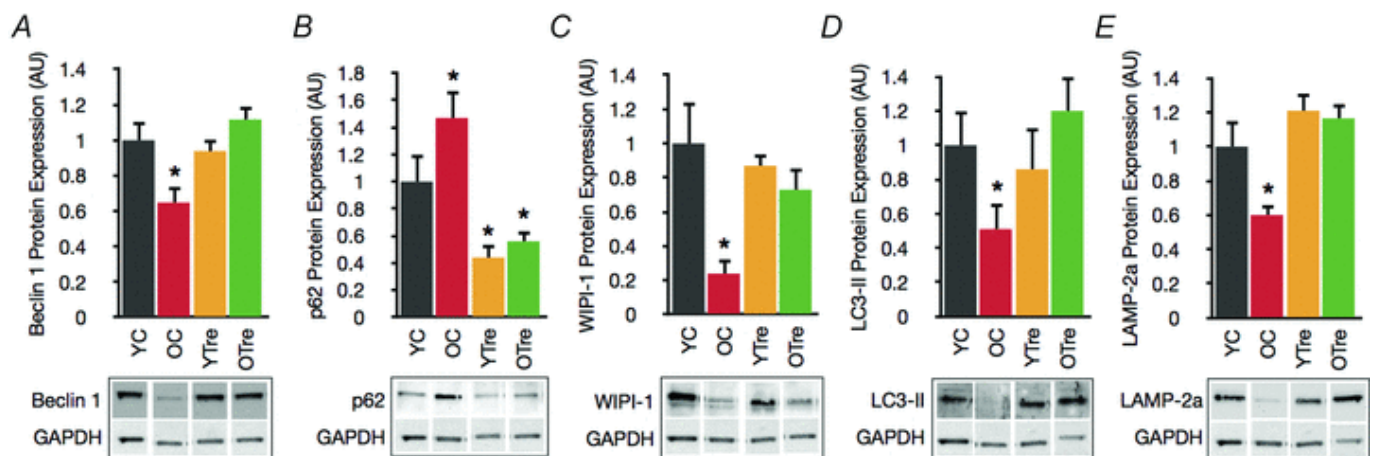 A
Beclin 1 Protein Expression (AU)
1.4
1.2
1
0.8
0.6
0.4
0.2
0
*
YC
OC
YTre
OTre
Beclin 1
GAPDH
B
p62 Protein Expression (AU)
1.8
1.6
1.4
1.2
1.0
0.8
0.6
0.4
0.2
0
*
*
*
YC
OC
YTre
OTre
p62
GAPDH
C
WIPI-1 Protein Expression (AU)
1.4
1.2
1
0.8
0.6
0.4
0.2
0
*
YC
OC
YTre
OTre
WIPI-1
GAPDH
D
LC3-II Protein Expression (AU)
1.4
1.2
1
0.8
0.6
0.4
0.2
0
*
YC
OC
YTre
OTre
LC3-II
GAPDH
E
LAMP-2a Protein Expression (AU)
1.4
1.2
1
0.8
0.6
0.4
0.2
0
*
YC
OC
YTre
OTre
LAMP-2a
GAPDH